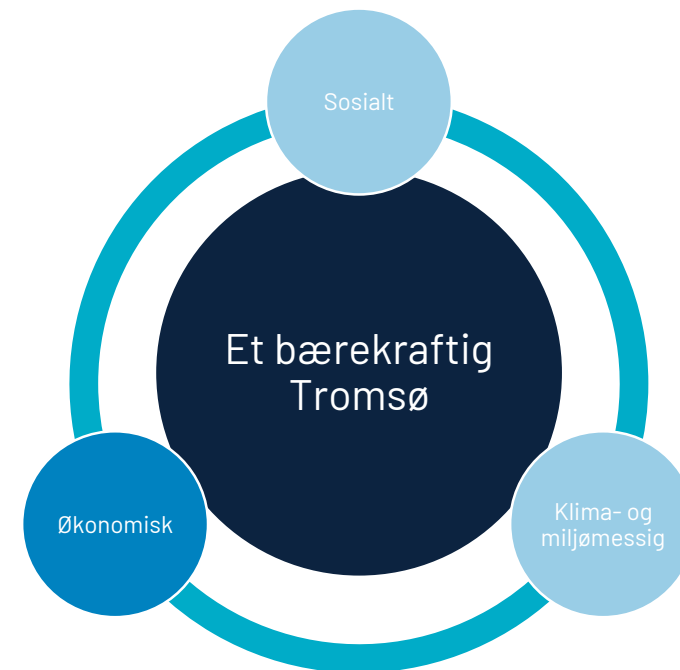 Sosialt
Et bærekraftig
Tromsø
Økonomisk
Klima- og
miljømessig